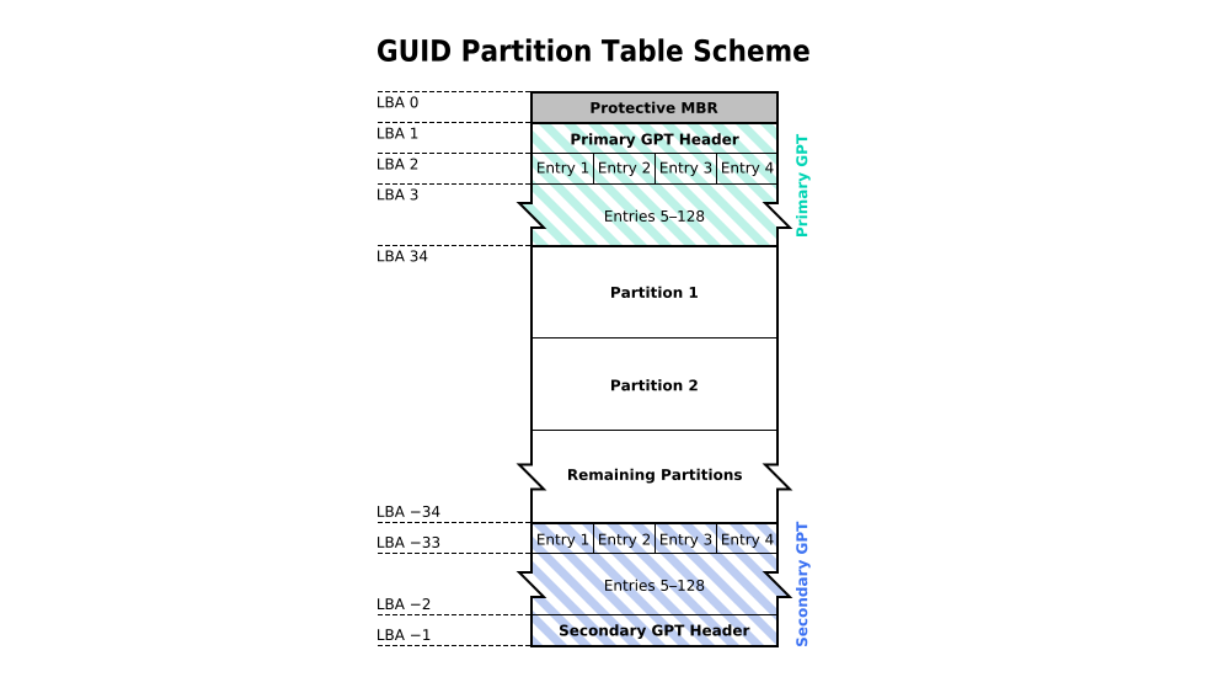 GUID Partition Table Scheme
LBA 0
Protective MBR
LBA 1
Primary GPT Header
LBA 2
Entry 1 Entry 2 Entry 3 Entry 4
LBA 3
Entries 5–128
Primary GPT
LBA 34
Partition 1
Partition 2
Remaining Partitions
LBA −34
LBA −33
Entry 1 Entry 2 Entry 3 Entry 4
Entries 5–128
LBA −2
LBA −1
Secondary GPT Header
Secondary GPT